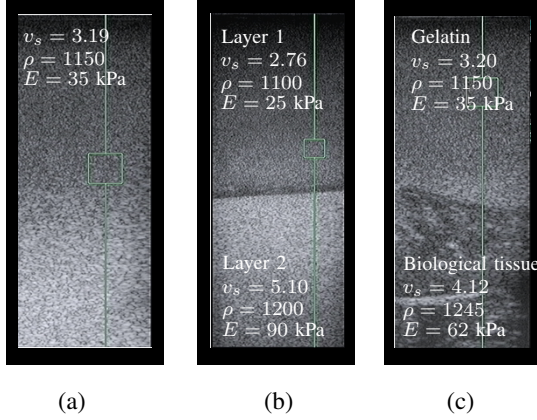 v_s = 3.19
ρ = 1150
E = 35 kPa
Layer 1
v_s = 2.76
ρ = 1100
E = 25 kPa
Layer 2
v_s = 5.10
ρ = 1200
E = 90 kPa
Gelatin
v_s = 3.20
ρ = 1150
E = 35 kPa
Biological tissue
v_s = 4.12
ρ = 1245
E = 62 kPa
(a)
(b)
(c)